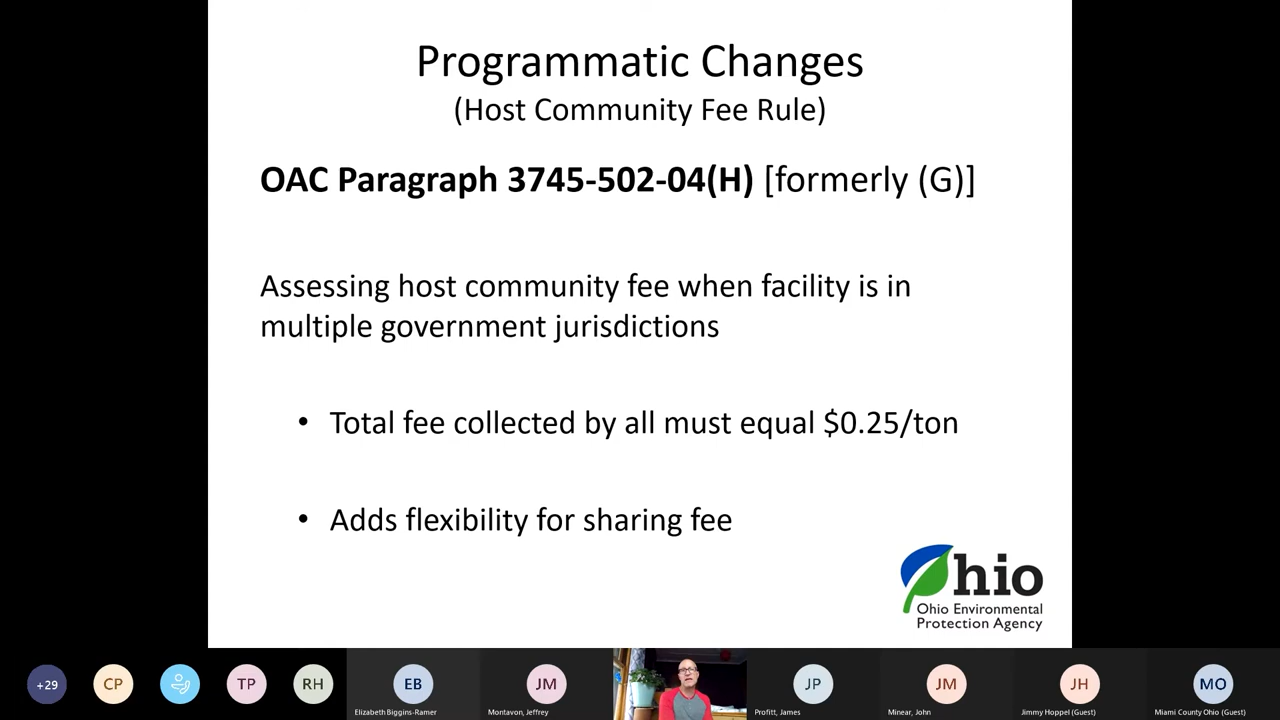 Programmatic Changes
(Host Community Fee Rule)
OAC Paragraph 3745-502-04(H) [formerly (G)]
Assessing host community fee when facility is in
multiple government jurisdictions
• Total fee collected by all must equal $0.25/ton
• Adds flexibility for sharing fee
hio
Ohio Environmental
Protection Agency
+29
CP
TP
RH
EB
JM
JP
JM
JH
MO
Elizabeth Biggins-Ramer
Montavon, Jeffrey
Profitt, James
Minear, John
Jimmy Hoppel (Guest)
Miami County Ohio (Guest)